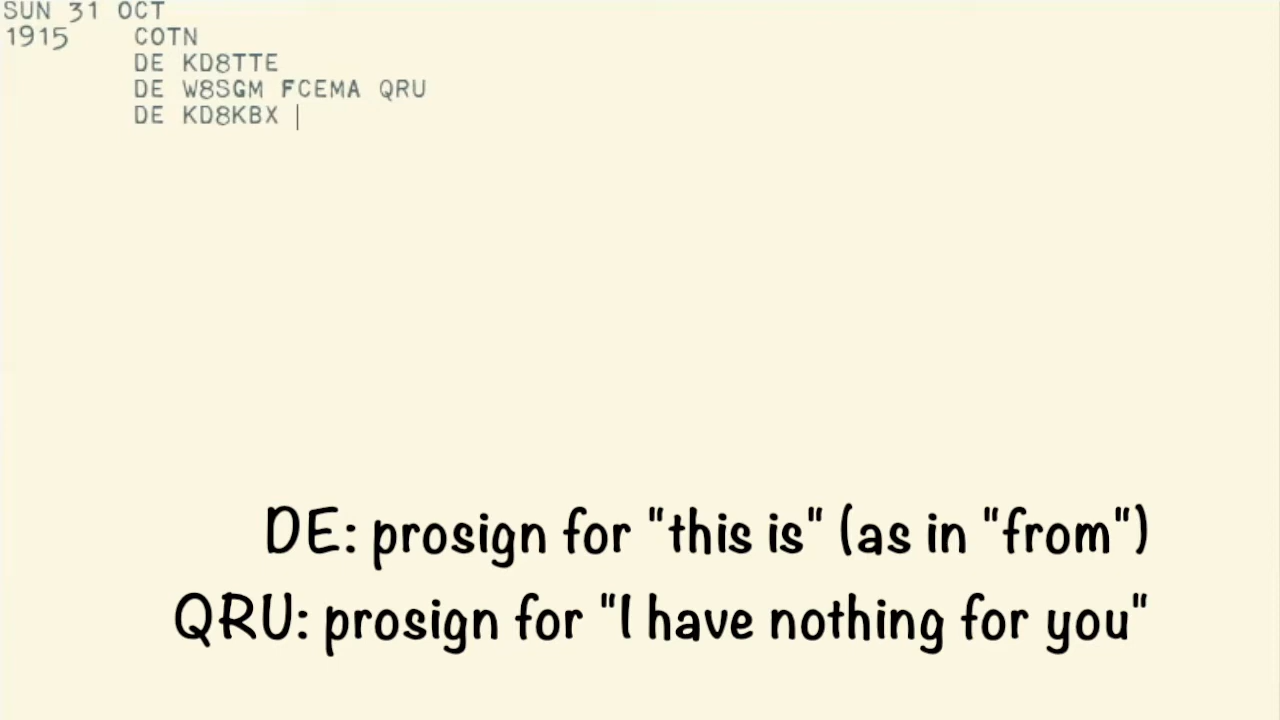 SUN 31 OCT
1915 COTN
DE KD8TTE
DE W8SGM FCEMA QRU
DE KD8KBX
DE: prosign for "this is" (as in "from")
QRU: prosign for "I have nothing for you"